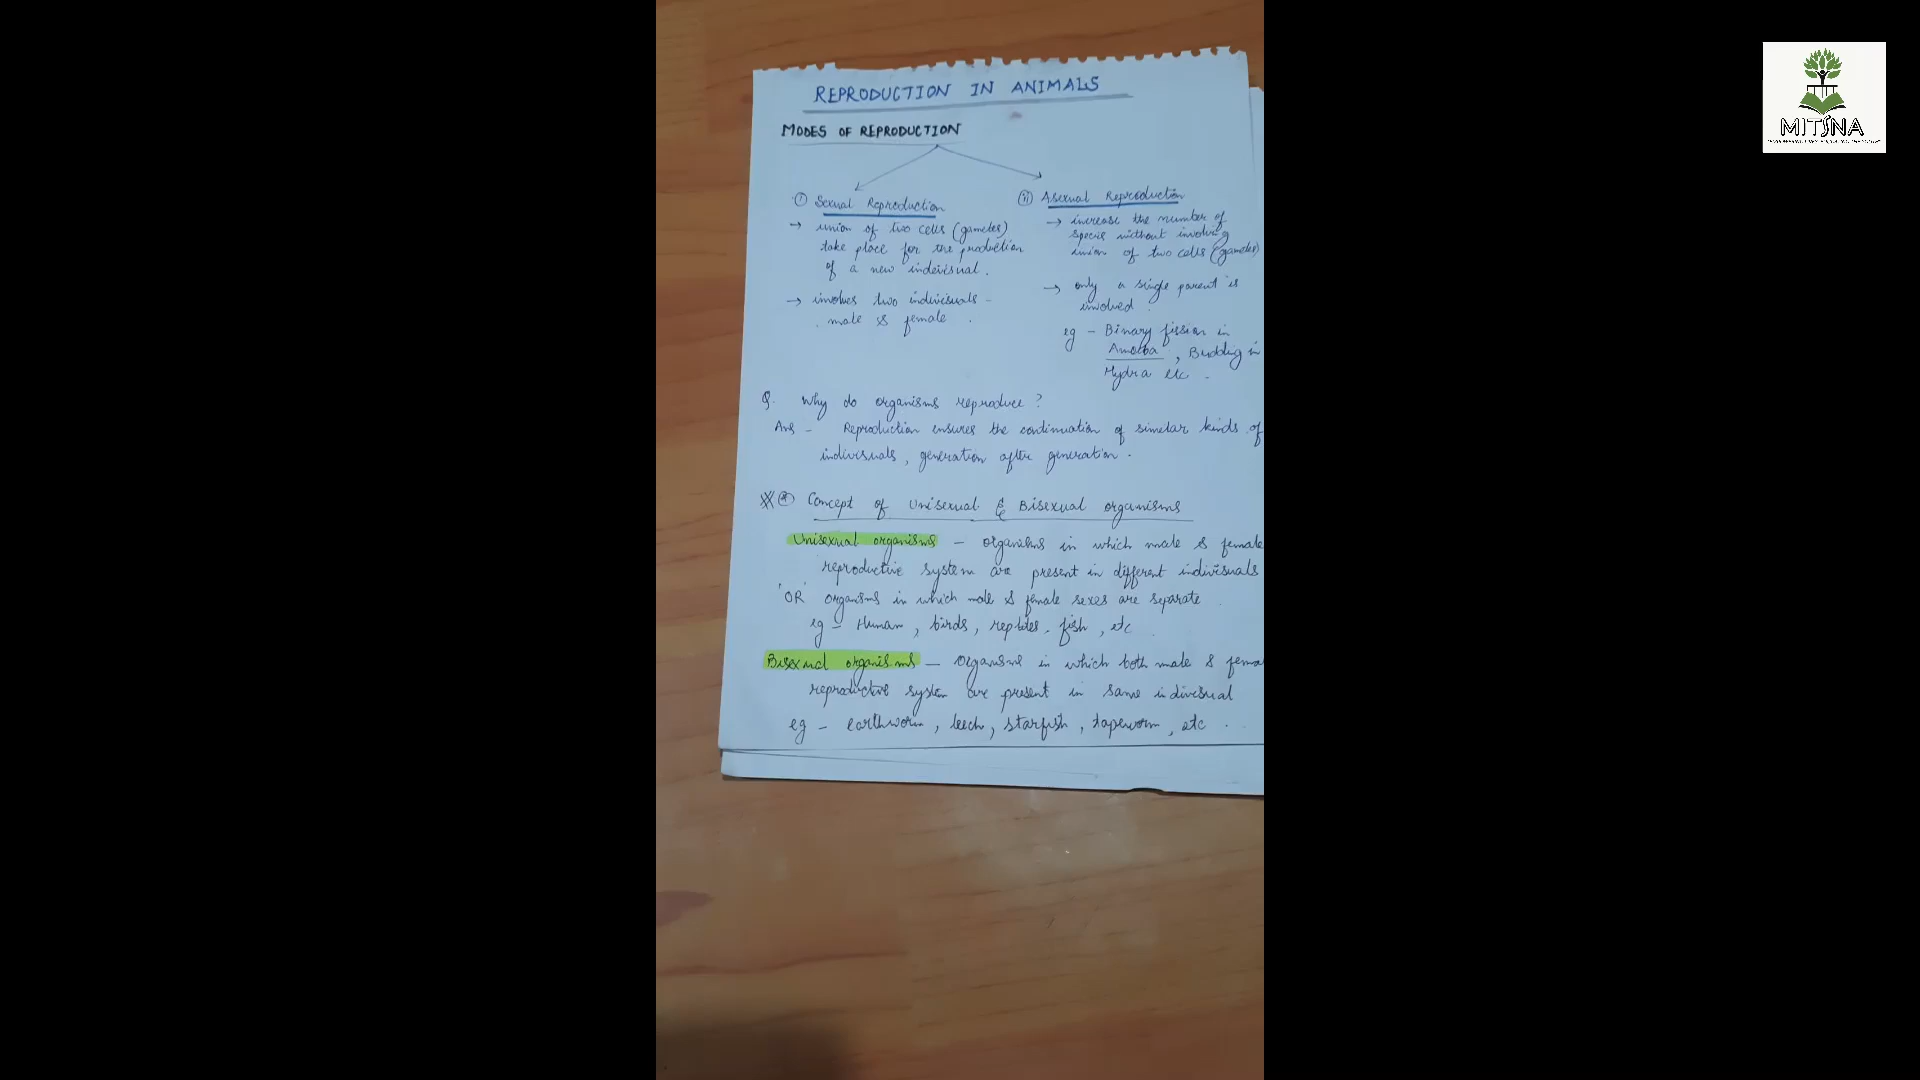 REPRODUCTION IN ANIMALS
MODES OF REPRODUCTION
(i) Sexual Reproduction
→ union of two cells (gametes)
take place for the production
of a new indevisual.
→ involves two indivisuals -
male & female.
(ii) Asexual Reproduction
→ increase the number of
species without involving
union of two cells (gametes)
→ only a single parent is
involved.
eg - Binary fission in
Amoeba, Budding in
Hydra etc -
Q. Why do organisms reproduce?
Ans - Reproduction ensures the continuation of similar kinds of
indivisuals, generation after generation.
Concept of Unisexual & Bisexual organisms
Unisexual organisms - organisms in which male & female
reproductive system are present in different indivisuals
'OR' organisms in which male & female sexes are separate.
eg - Human, birds, reptiles, fish, etc
Bisexual organisms - organisms in which both male & fema
reproductive system are present in same indivisual
eg - earthworm, leech, starfish, tapeworm, etc.
MITSNA